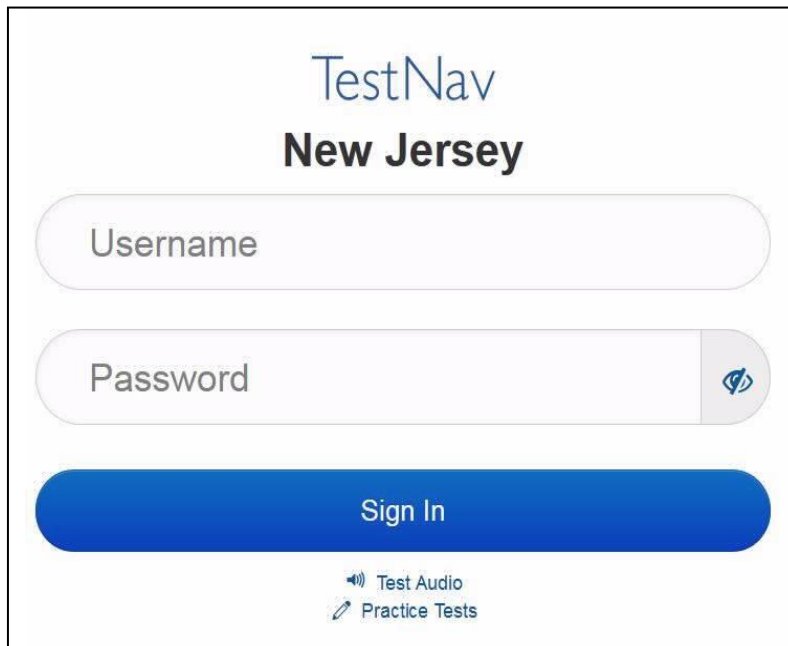 TestNav
New Jersey
Username
Password
Sign In
Test Audio
Practice Tests